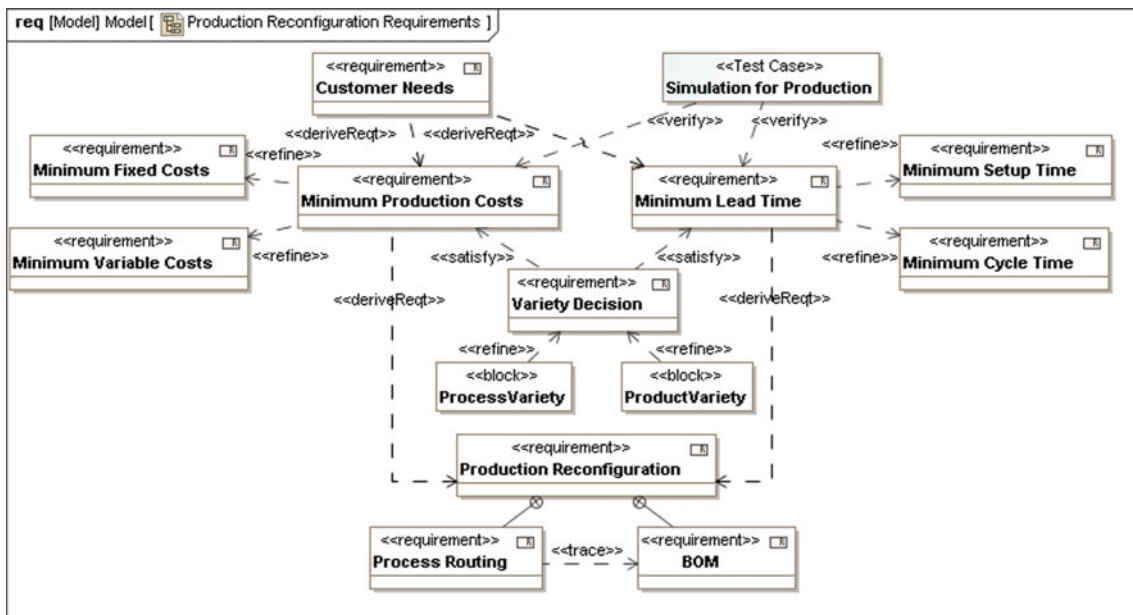 req [Model] Model [ Production Reconfiguration Requirements ]
<<requirement>>
Customer Needs
<<Test Case>>
Simulation for Production
<<deriveReqt>>
<<deriveReqt>>
<<verify>>
<<verify>>
<<requirement>>
Minimum Fixed Costs
<<refine>>
<<requirement>>
Minimum Production Costs
<<requirement>>
Minimum Lead Time
<<refine>>
<<requirement>>
Minimum Setup Time
<<requirement>>
Minimum Variable Costs
<<refine>>
<<satisfy>>
<<satisfy>>
<<refine>>
<<requirement>>
Minimum Cycle Time
<<requirement>>
Variety Decision
<<deriveReqt>>
<<deriveReqt>>
<<refine>>
<<refine>>
<<block>>
ProcessVariety
<<block>>
ProductVariety
<<requirement>>
Production Reconfiguration
<<requirement>>
Process Routing
<<trace>>
<<requirement>>
BOM